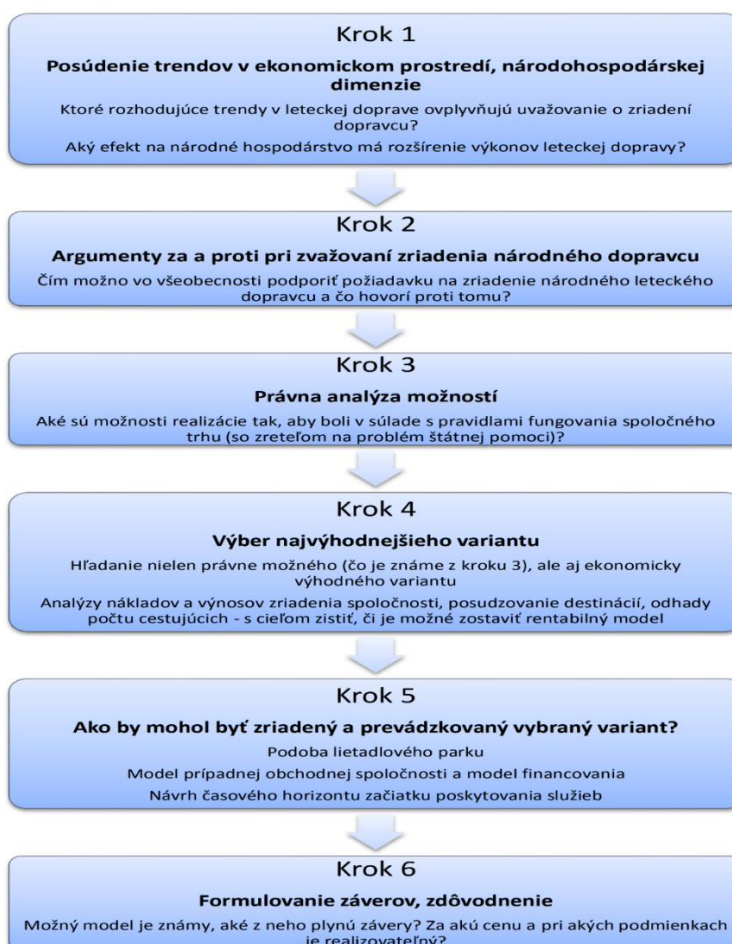 Krok 1
Posúdenie trendov v ekonomickom prostredí, národohospodárskej
dimenzie
Ktoré rozhodujúce trendy v leteckej doprave ovplyvňujú uvažovanie o zriadení
dopravcu?
Aký efekt na národné hospodárstvo má rozšírenie výkonov leteckej dopravy?
Krok 2
Argumenty za a proti pri zvažovaní zriadenia národného dopravcu
Čím možno vo všeobecnosti podporiť požiadavku na zriadenie národného leteckého
dopravcu a čo hovorí proti tomu?
Krok 3
Právna analýza možností
Aké sú možnosti realizácie tak, aby boli v súlade s pravidlami fungovania spoločného
trhu (so zreteľom na problém štátnej pomoci)?
Krok 4
Výber najvýhodnejšieho variantu
Hľadanie nielen právne možného (čo je známe z kroku 3), ale aj ekonomicky
výhodného variantu
Analýzy nákladov a výnosov zriadenia spoločnosti, posudzovanie destinácií, odhady
počtu cestujúcich - s cieľom zistiť, či je možné zostaviť rentabilný model
Krok 5
Ako by mohol byť zriadený a prevádzkovaný vybraný variant?
Podoba lietadlového parku
Model prípadnej obchodnej spoločnosti a model financovania
Návrh časového horizontu začiatku poskytovania služieb
Krok 6
Formulovanie záverov, zdôvodnenie
Možný model je známy, aké z neho plynú závery? Za akú cenu a pri akých podmienkach
je realizovateľný?